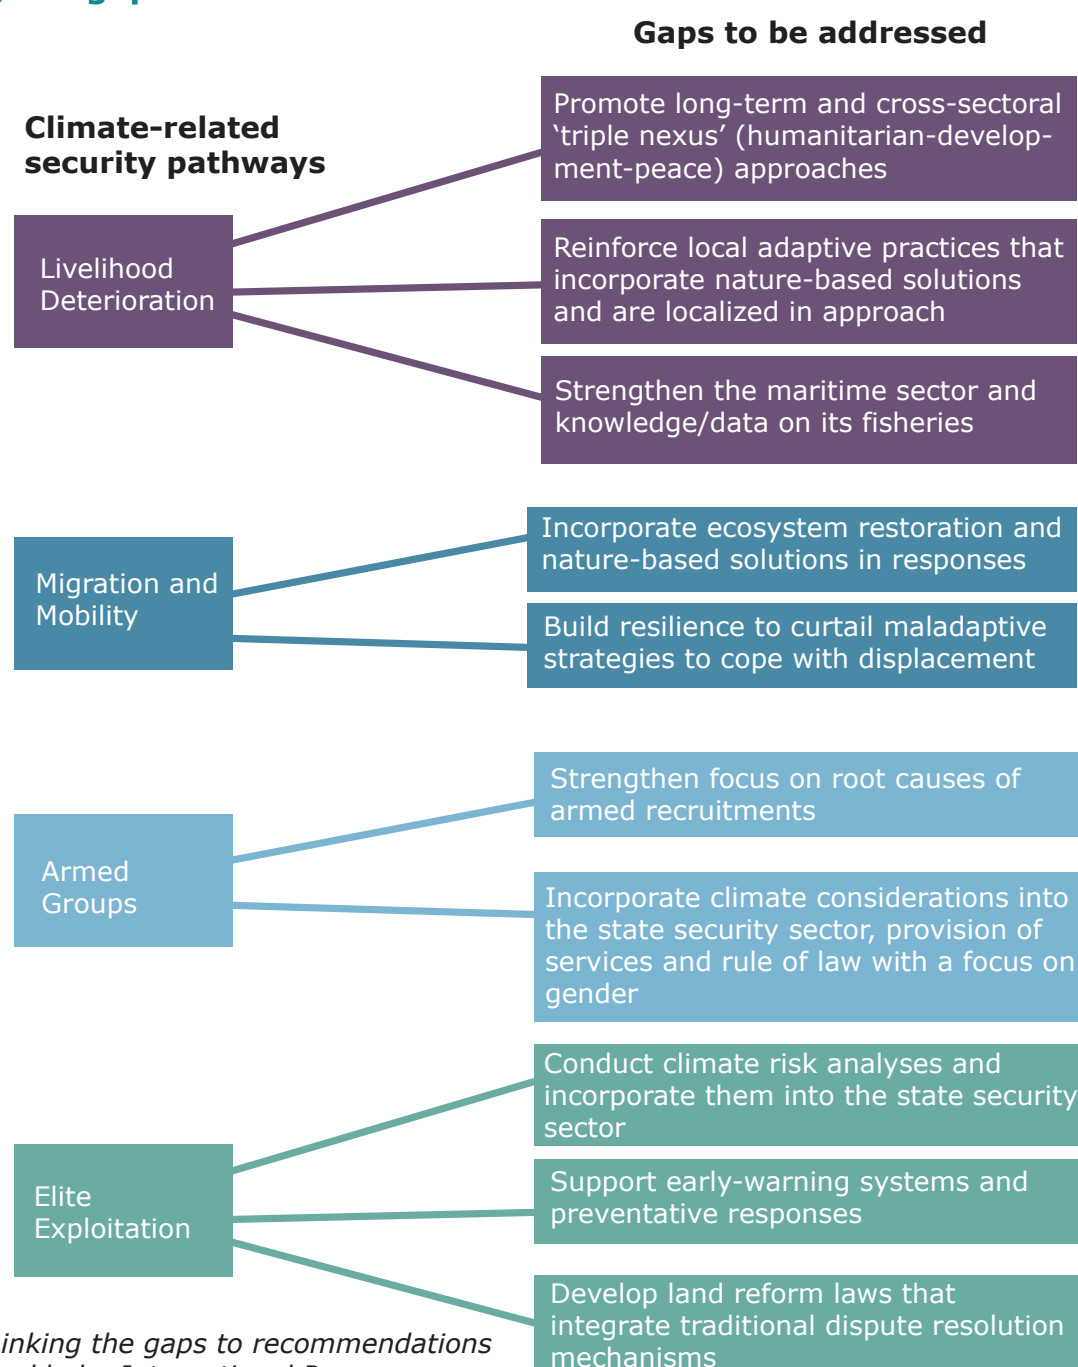 Gaps to be addressed
Climate-related
security pathways
Livelihood
Deterioration
Promote long-term and cross-sectoral
‘triple nexus’ (humanitarian-develop-
ment-peace) approaches
Reinforce local adaptive practices that
incorporate nature-based solutions
and are localized in approach
Strengthen the maritime sector and
knowledge/data on its fisheries
Migration and
Mobility
Incorporate ecosystem restoration and
nature-based solutions in responses
Build resilience to curtail maladaptive
strategies to cope with displacement
Armed
Groups
Strengthen focus on root causes of
armed recruitments
Incorporate climate considerations into
the state security sector, provision of
services and rule of law with a focus on
gender
Elite
Exploitation
Conduct climate risk analyses and
incorporate them into the state security
sector
Support early-warning systems and
preventative responses
Develop land reform laws that
integrate traditional dispute resolution
mechanisms
inking the gaps to recommendations